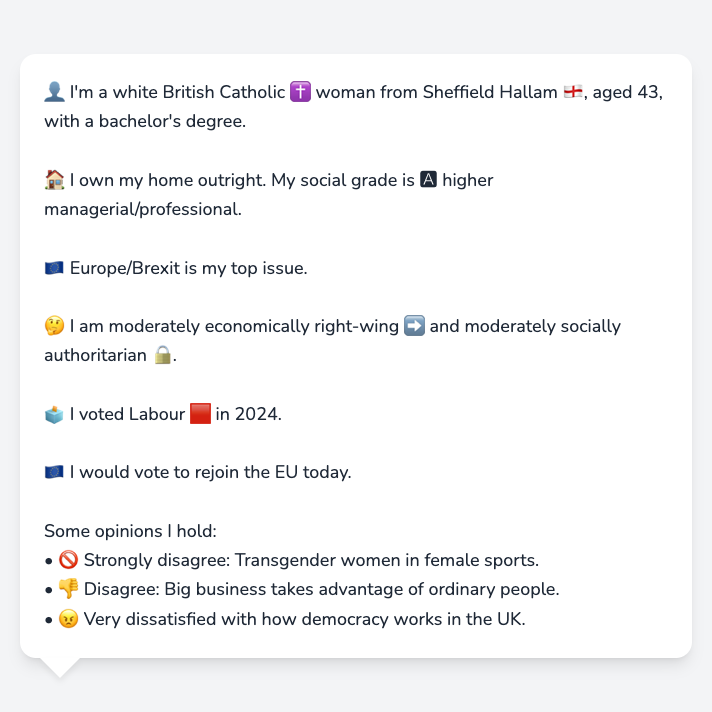 👤 I'm a white British Catholic ✝️ woman from Sheffield Hallam 🏴󠁧󠁢󠁥󠁮󠁧󠁿, aged 43,
with a bachelor's degree.
🏠 I own my home outright. My social grade is 🅰 higher
managerial/professional.
🇪🇺 Europe/Brexit is my top issue.
🤔 I am moderately economically right-wing ➡️ and moderately socially
authoritarian 🔒.
🗳️ I voted Labour 🟥 in 2024.
🇪🇺 I would vote to rejoin the EU today.
Some opinions I hold:
• 🚫 Strongly disagree: Transgender women in female sports.
• 👎 Disagree: Big business takes advantage of ordinary people.
• 😠 Very dissatisfied with how democracy works in the UK.